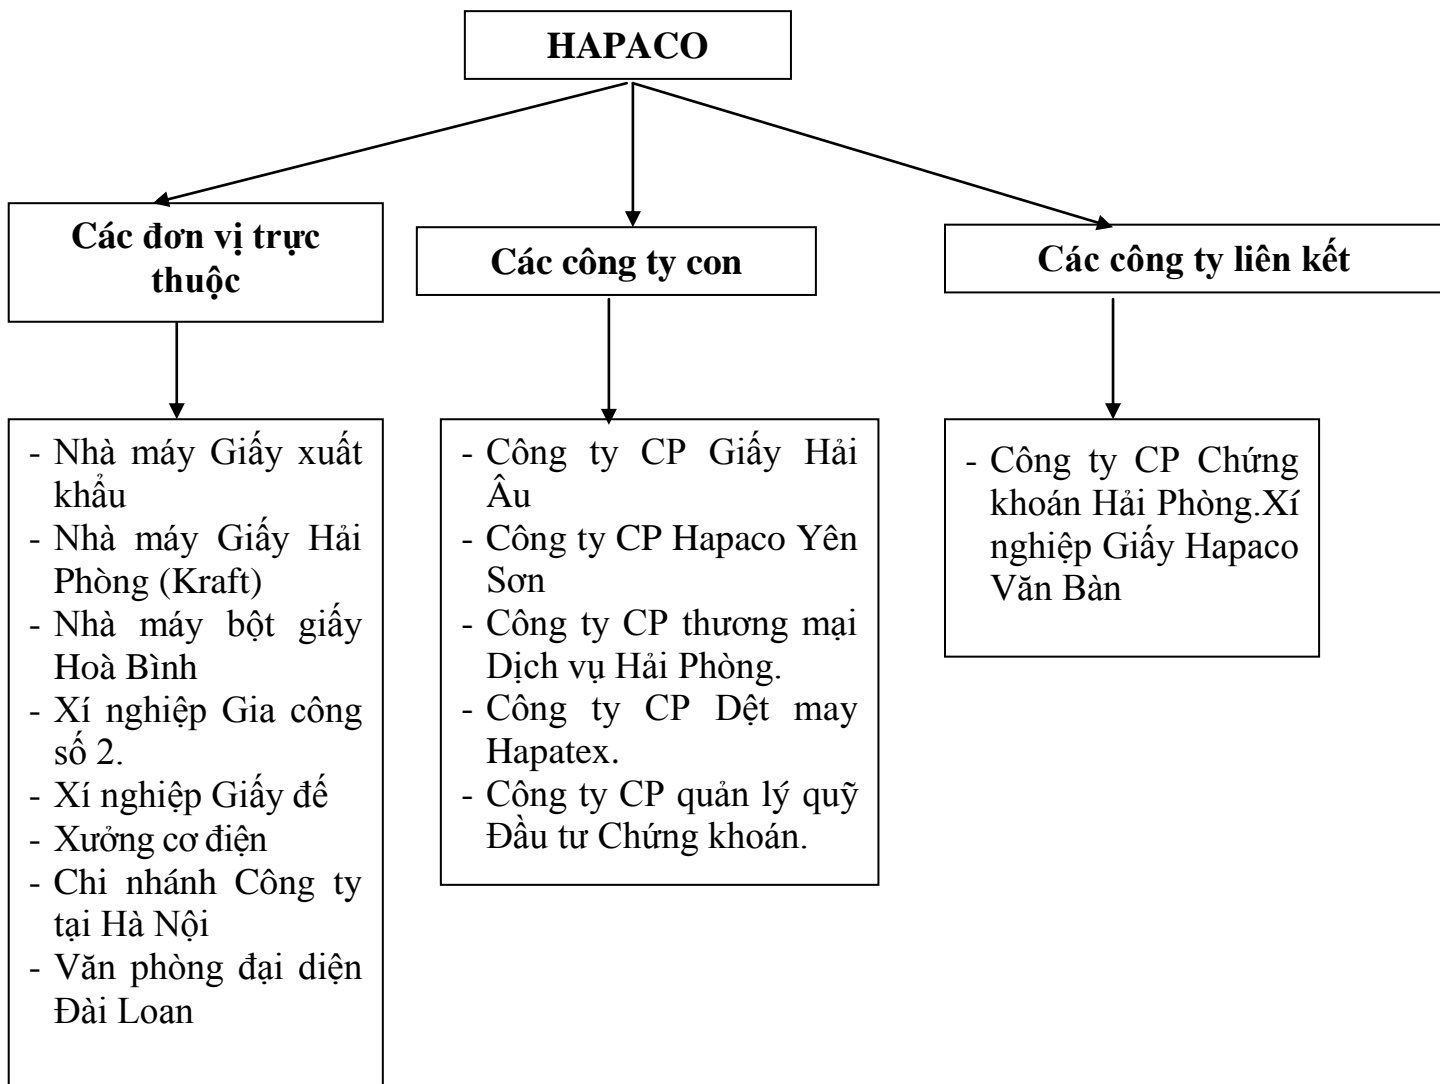 HAPACO
Các đơn vị trực
thuộc
Các công ty con
Các công ty liên kết
- Nhà máy Giấy xuất
khẩu
- Nhà máy Giấy Hải
Phòng (Kraft)
- Nhà máy bột giấy
Hoà Bình
- Xí nghiệp Gia công
số 2.
- Xí nghiệp Giấy đế
- Xưởng cơ điện
- Chi nhánh Công ty
tại Hà Nội
- Văn phòng đại diện
Đài Loan
- Công ty CP Giấy Hải
Âu
- Công ty CP Hapaco Yên
Sơn
- Công ty CP thương mại
Dịch vụ Hải Phòng.
- Công ty CP Dệt may
Hapatex.
- Công ty CP quản lý quỹ
Đầu tư Chứng khoán.
- Công ty CP Chứng
khoán Hải Phòng.Xí
nghiệp Giấy Hapaco
Văn Bàn